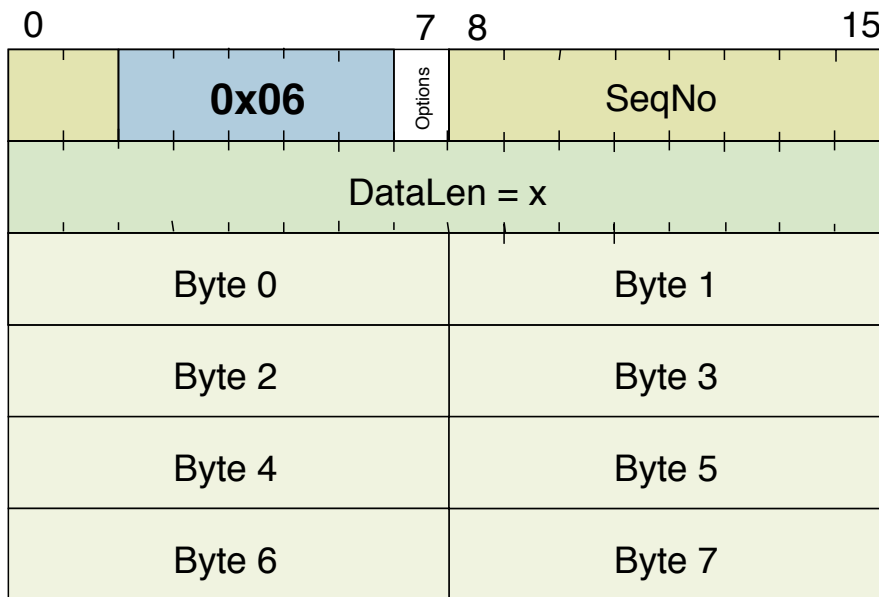 0 7 8 15
0x06 Options SeqNo
DataLen = x
Byte 0 Byte 1
Byte 2 Byte 3
Byte 4 Byte 5
Byte 6 Byte 7